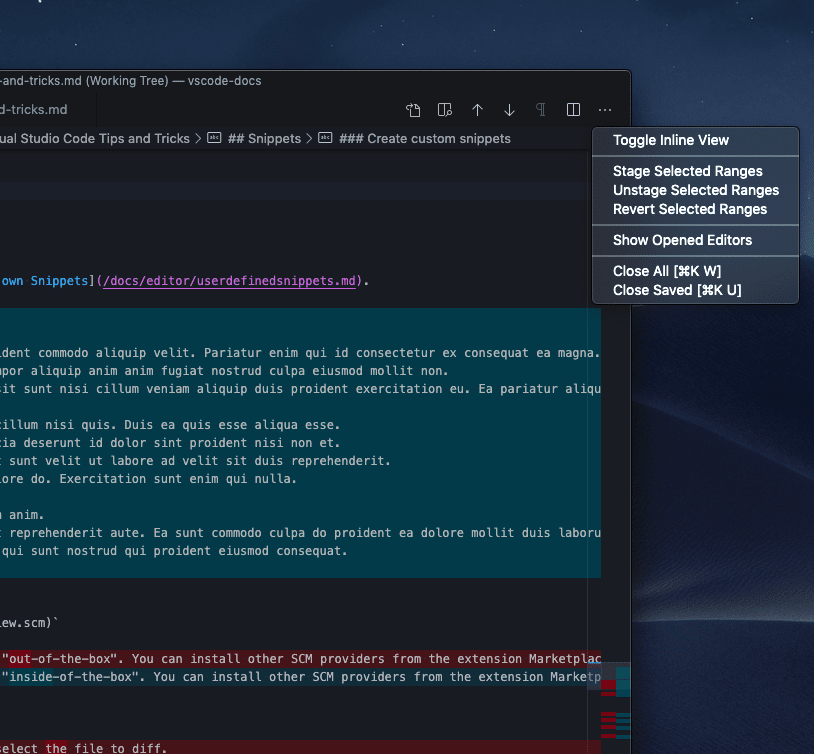 -and-tricks.md (Working Tree) — vscode-docs
d-tricks.md
ual Studio Code Tips and Tricks > ## Snippets > ### Create custom snippets
Toggle Inline View
Stage Selected Ranges
Unstage Selected Ranges
Revert Selected Ranges
Show Opened Editors
Close All [⌘K W]
Close Saved [⌘K U]
own Snippets](/docs/editor/userdefinedsnippets.md).
ident commodo aliquip velit. Pariatur enim qui id consectetur ex consequat ea magna.
mpor aliquip anim anim fugiat nostrud culpa eiusmod mollit non.
sit sunt nisi cillum veniam aliquip duis proident exercitation eu. Ea pariatur aliqu
cillum nisi quis. Duis ea quis esse aliqua esse.
cia deserunt id dolor sint proident nisi non et.
t sunt velit ut labore ad velit sit duis reprehenderit.
ore do. Exercitation sunt enim qui nulla.
anim.
t reprehenderit aute. Ea sunt commodo culpa do proident ea dolore mollit duis laboru
qui sunt nostrud qui proident eiusmod consequat.
ew.scm)`
"out-of-the-box". You can install other SCM providers from the extension Marketplac
"inside-of-the-box". You can install other SCM providers from the extension Marketp
select the file to diff.